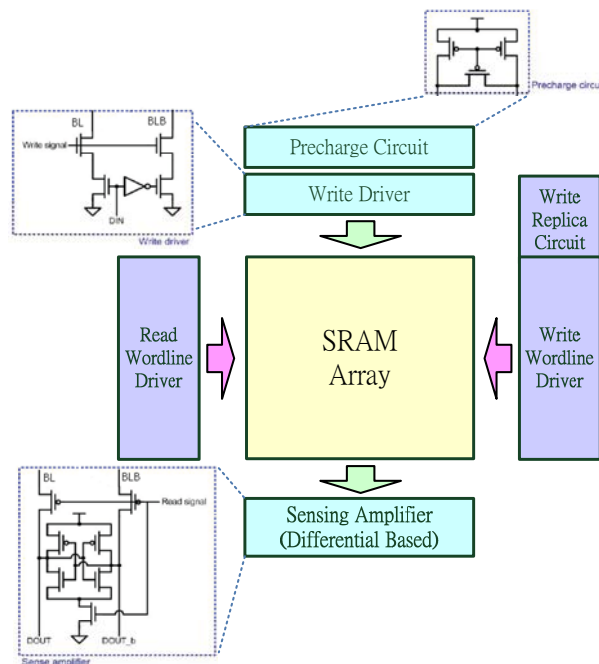 Precharge circu
BL
BLB
Write signal
DIN
Write driver
Precharge Circuit
Write Driver
Write
Replica
Circuit
Read
Wordline
Driver
SRAM
Array
Write
Wordline
Driver
BL
BLB
Read signal
DOUT
DOUT_b
Sense amplifier
Sensing Amplifier
(Differential Based)